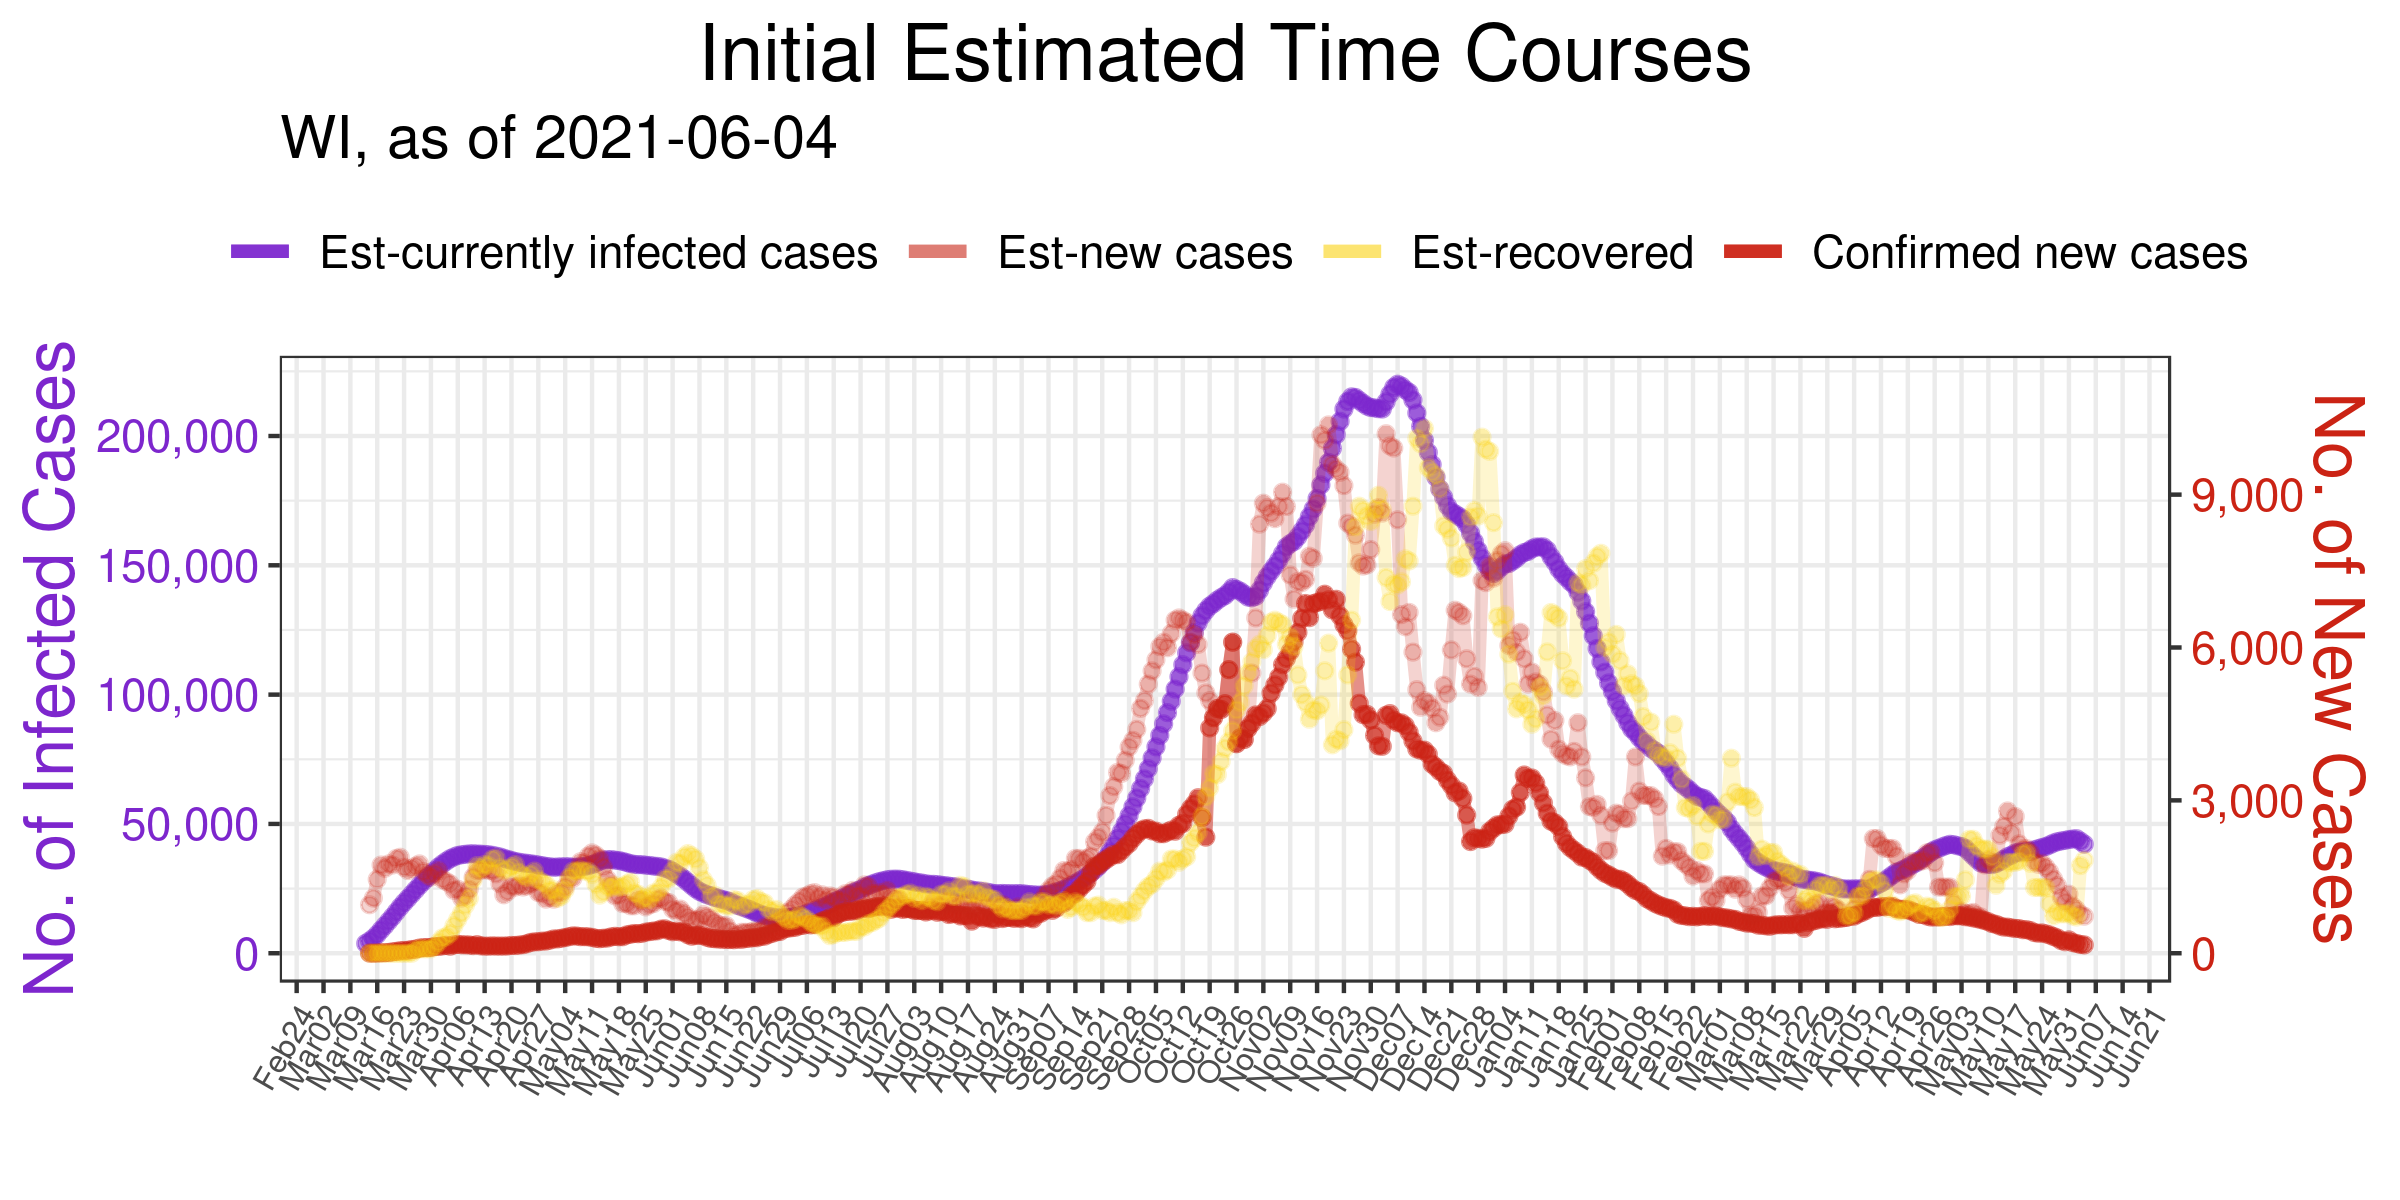 Initial Estimated Time Courses
WI, as of 2021-06-04
Est-currently infected cases
Est-new cases
Est-recovered
Confirmed new cases
No. of Infected Cases
200,000
150,000
100,000
50,000
0
9,000
6,000
3,000
0
No. of New Cases
Feb24
Mar02
Mar09
Mar16
Mar23
Mar30
Apr06
Apr13
Apr20
Apr27
May04
May11
May18
May25
Jun01
Jun08
Jun15
Jun22
Jun29
Jul06
Jul13
Jul20
Jul27
Aug03
Aug10
Aug17
Aug24
Aug31
Sep07
Sep14
Sep21
Sep28
Oct05
Oct12
Oct19
Oct26
Nov02
Nov09
Nov16
Nov23
Nov30
Dec07
Dec14
Dec21
Dec28
Jan04
Jan11
Jan18
Jan25
Feb01
Feb08
Feb15
Feb22
Mar01
Mar08
Mar15
Mar22
Mar29
Apr05
Apr12
Apr19
Apr26
May03
May10
May17
May24
May31
Jun07
Jun14
Jun21